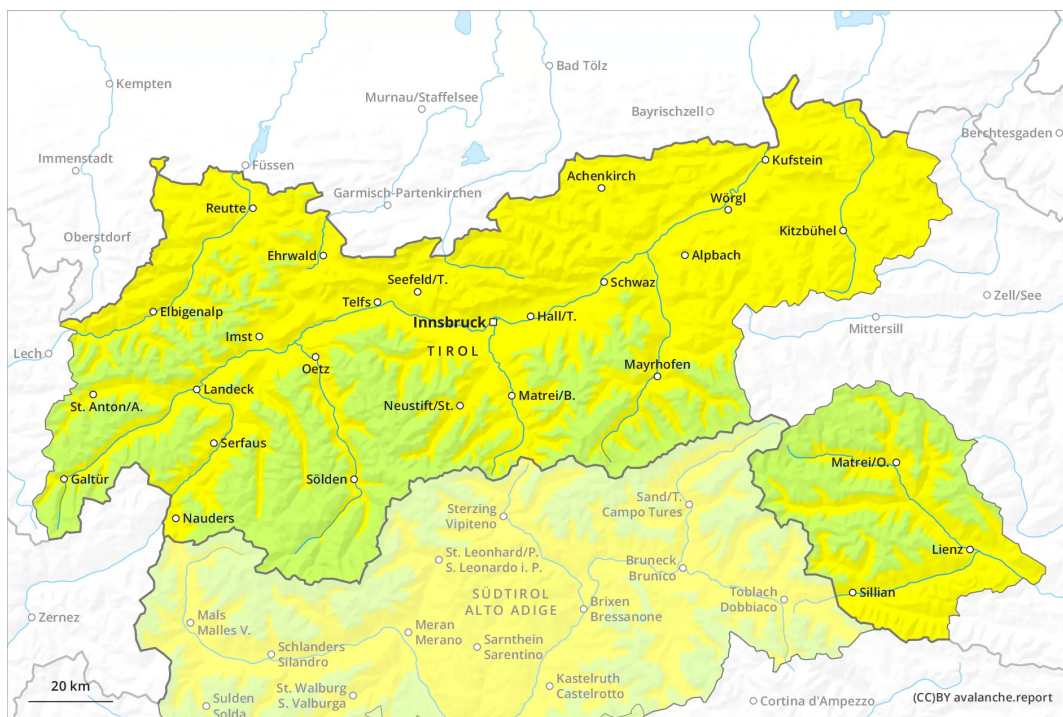 Kempten
Bad Tölz
Murnau/Staffelsee
Bayrischzell
Berchtesgaden
Immenstadt
Füssen
Kufstein
Garmisch-Partenkirchen
Achenkirch
Reutte
Wörgl
Oberstdorf
Kitzbühel
Ehrwald
Alpbach
Seefeld/T.
Schwaz
Telfs
Zell/See
Elbigenalp
Innsbruck
Hall/T.
Mittersill
Imst
TIROL
Lech
Oetz
Mayrhofen
Landeck
St. Anton/A.
Neustift/St.
Matrei/B.
Serfaus
Matrei/O.
Galtür
Sölden
Sand/T.
Campo Tures
Sterzing
Vipiteno
Nauders
Lienz
St. Leonhard/P.
S. Leonardo i. P.
Bruneck
Brunico
SÜDTIROL
ALTO ADIGE
Sillian
Toblach
Dobbiaco
Brixen
Bressanone
Zernez
Mals
Malles V.
Meran
Merano
Sarnthein
Sarentino
Schlanders
Silandro
20 km
St. Walburg
S. Valburga
Kastelruth
Castelrotto
Sulden
Solda
Cortina d'Ampezzo
(CC)BY avalanche.report